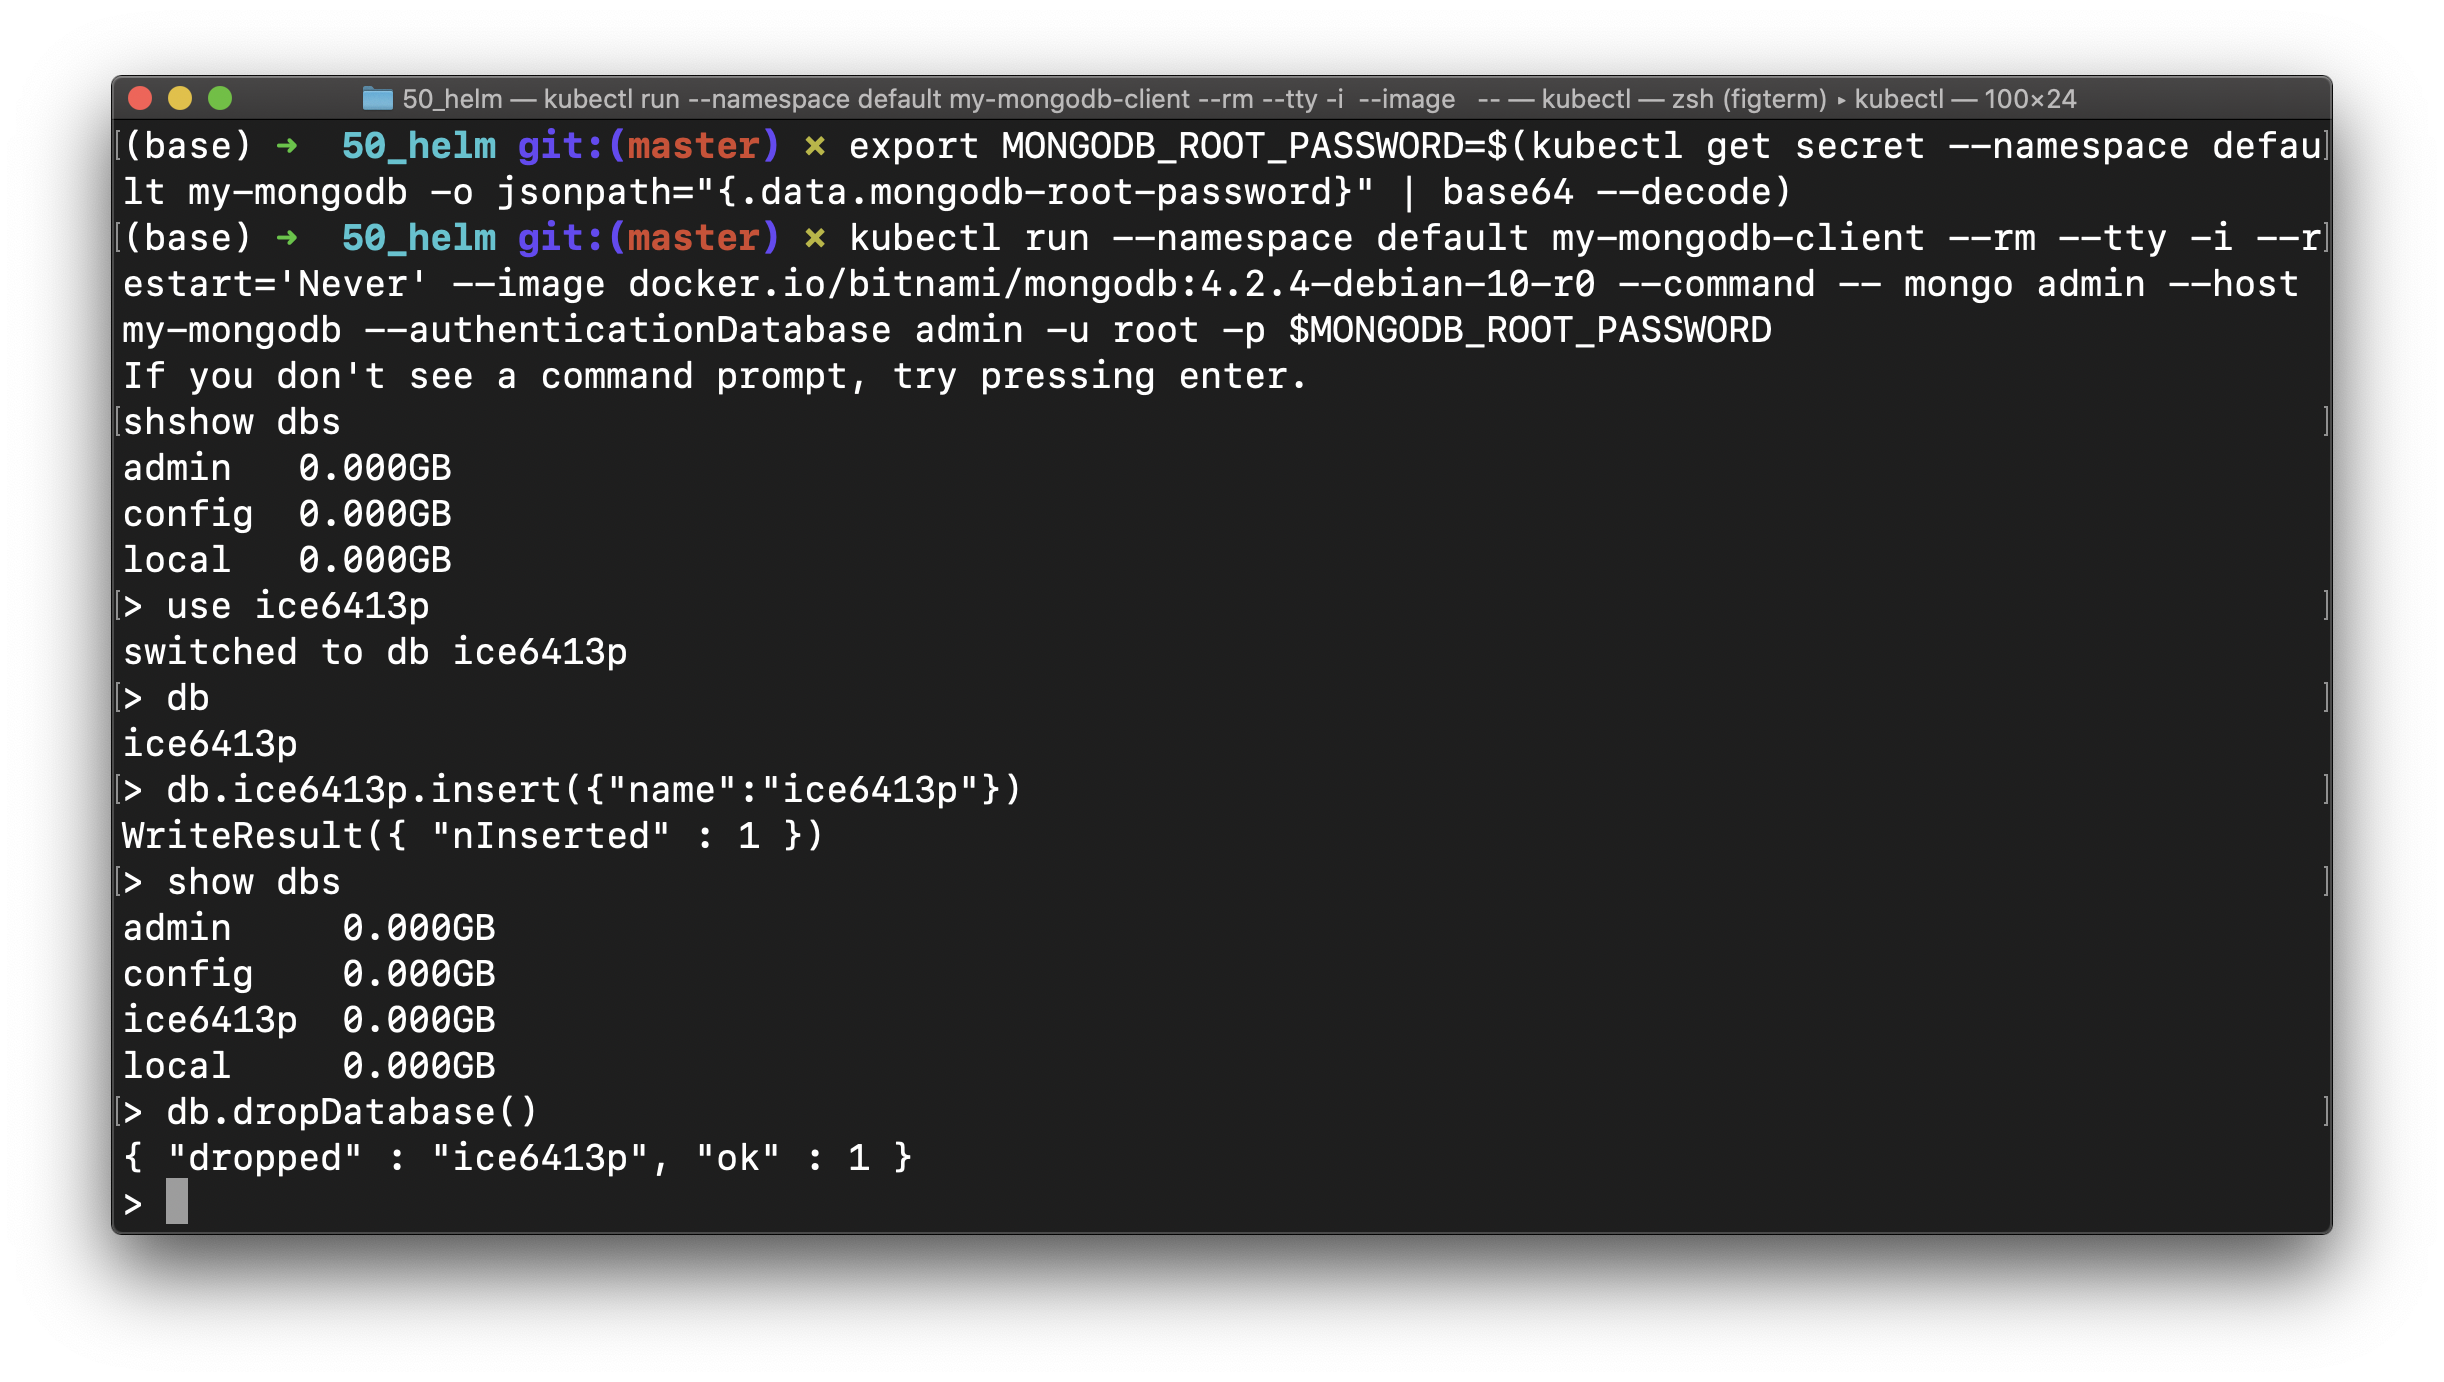 50_helm — kubectl run --namespace default my-mongodb-client --rm --tty -i  --image   -- — kubectl — zsh (figterm) ▸ kubectl — 100×24
(base) ➜  50_helm git:(master) ✗ export MONGODB_ROOT_PASSWORD=$(kubectl get secret --namespace defau
lt my-mongodb -o jsonpath="{.data.mongodb-root-password}" | base64 --decode)
(base) ➜  50_helm git:(master) ✗ kubectl run --namespace default my-mongodb-client --rm --tty -i --r
estart='Never' --image docker.io/bitnami/mongodb:4.2.4-debian-10-r0 --command -- mongo admin --host
my-mongodb --authenticationDatabase admin -u root -p $MONGODB_ROOT_PASSWORD
If you don't see a command prompt, try pressing enter.
shshow dbs
admin   0.000GB
config  0.000GB
local   0.000GB
> use ice6413p
switched to db ice6413p
> db
ice6413p
> db.ice6413p.insert({"name":"ice6413p"})
WriteResult({ "nInserted" : 1 })
> show dbs
admin     0.000GB
config    0.000GB
ice6413p  0.000GB
local     0.000GB
> db.dropDatabase()
{ "dropped" : "ice6413p", "ok" : 1 }
>